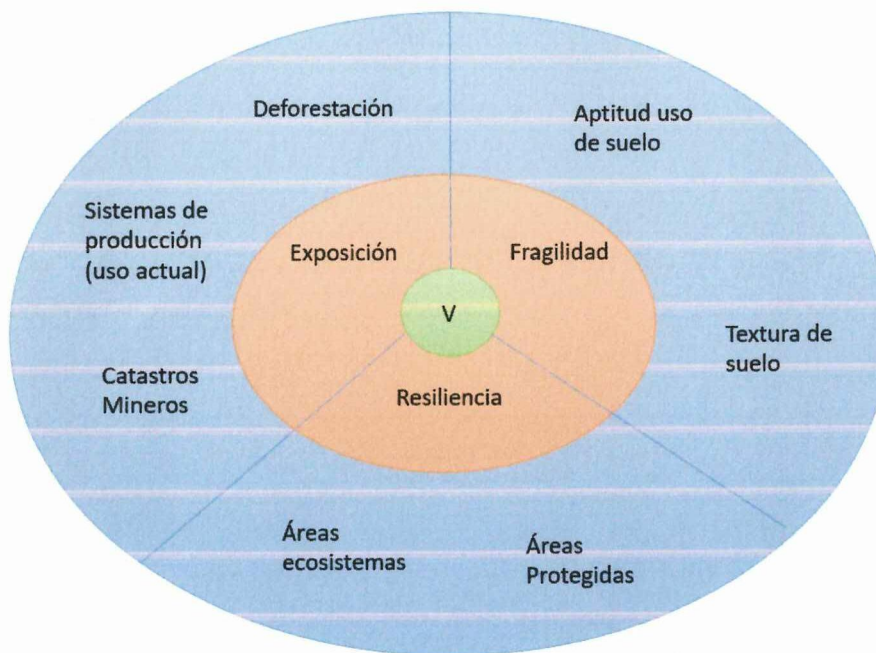 Deforestación
Aptitud uso
de suelo
Sistemas de
producción
(uso actual)
Exposición
Fragilidad
V
Textura de
suelo
Catastros
Mineros
Resiliencia
Áreas
ecosistemas
Áreas
Protegidas